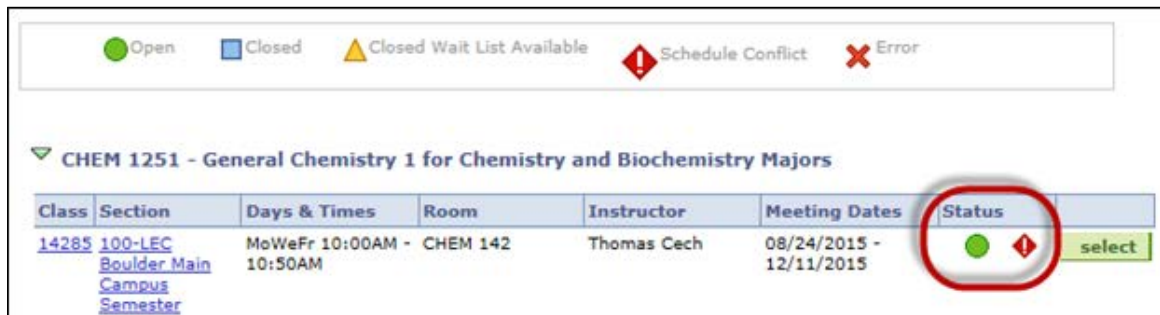 Open Closed Closed Wait List Available Schedule Conflict Error
CHEM 1251 - General Chemistry 1 for Chemistry and Biochemistry Majors
Class Section Days & Times Room Instructor Meeting Dates Status
14285 100-LEC MoWeFr 10:00AM - CHEM 142 Thomas Cech 08/24/2015 - select
Boulder Main 10:50AM 12/11/2015
Campus
Semester